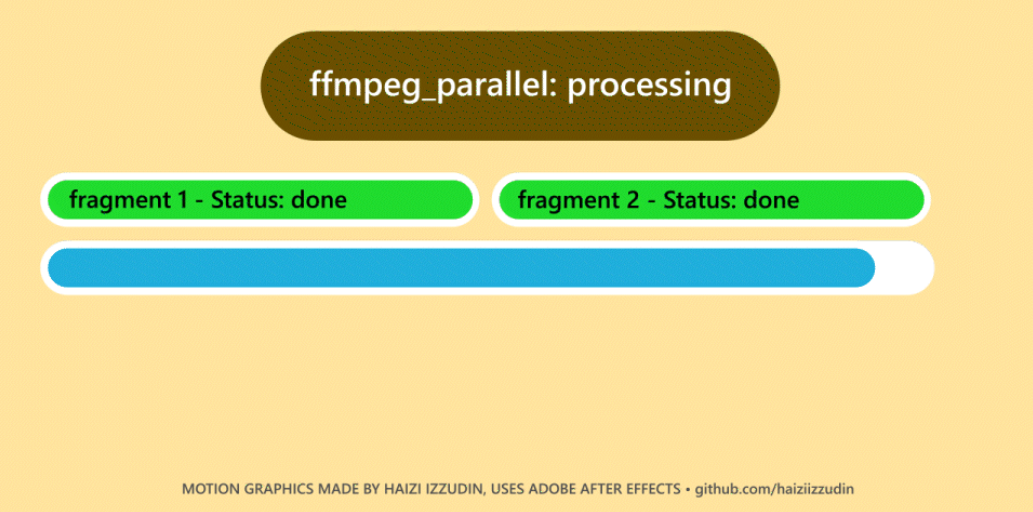 ffmpeg_parallel: processing
fragment 1 - Status: done
fragment 2 - Status: done
MOTION GRAPHICS MADE BY HAIZI IZZUDIN, USES ADOBE AFTER EFFECTS • github.com/haiziizzudin